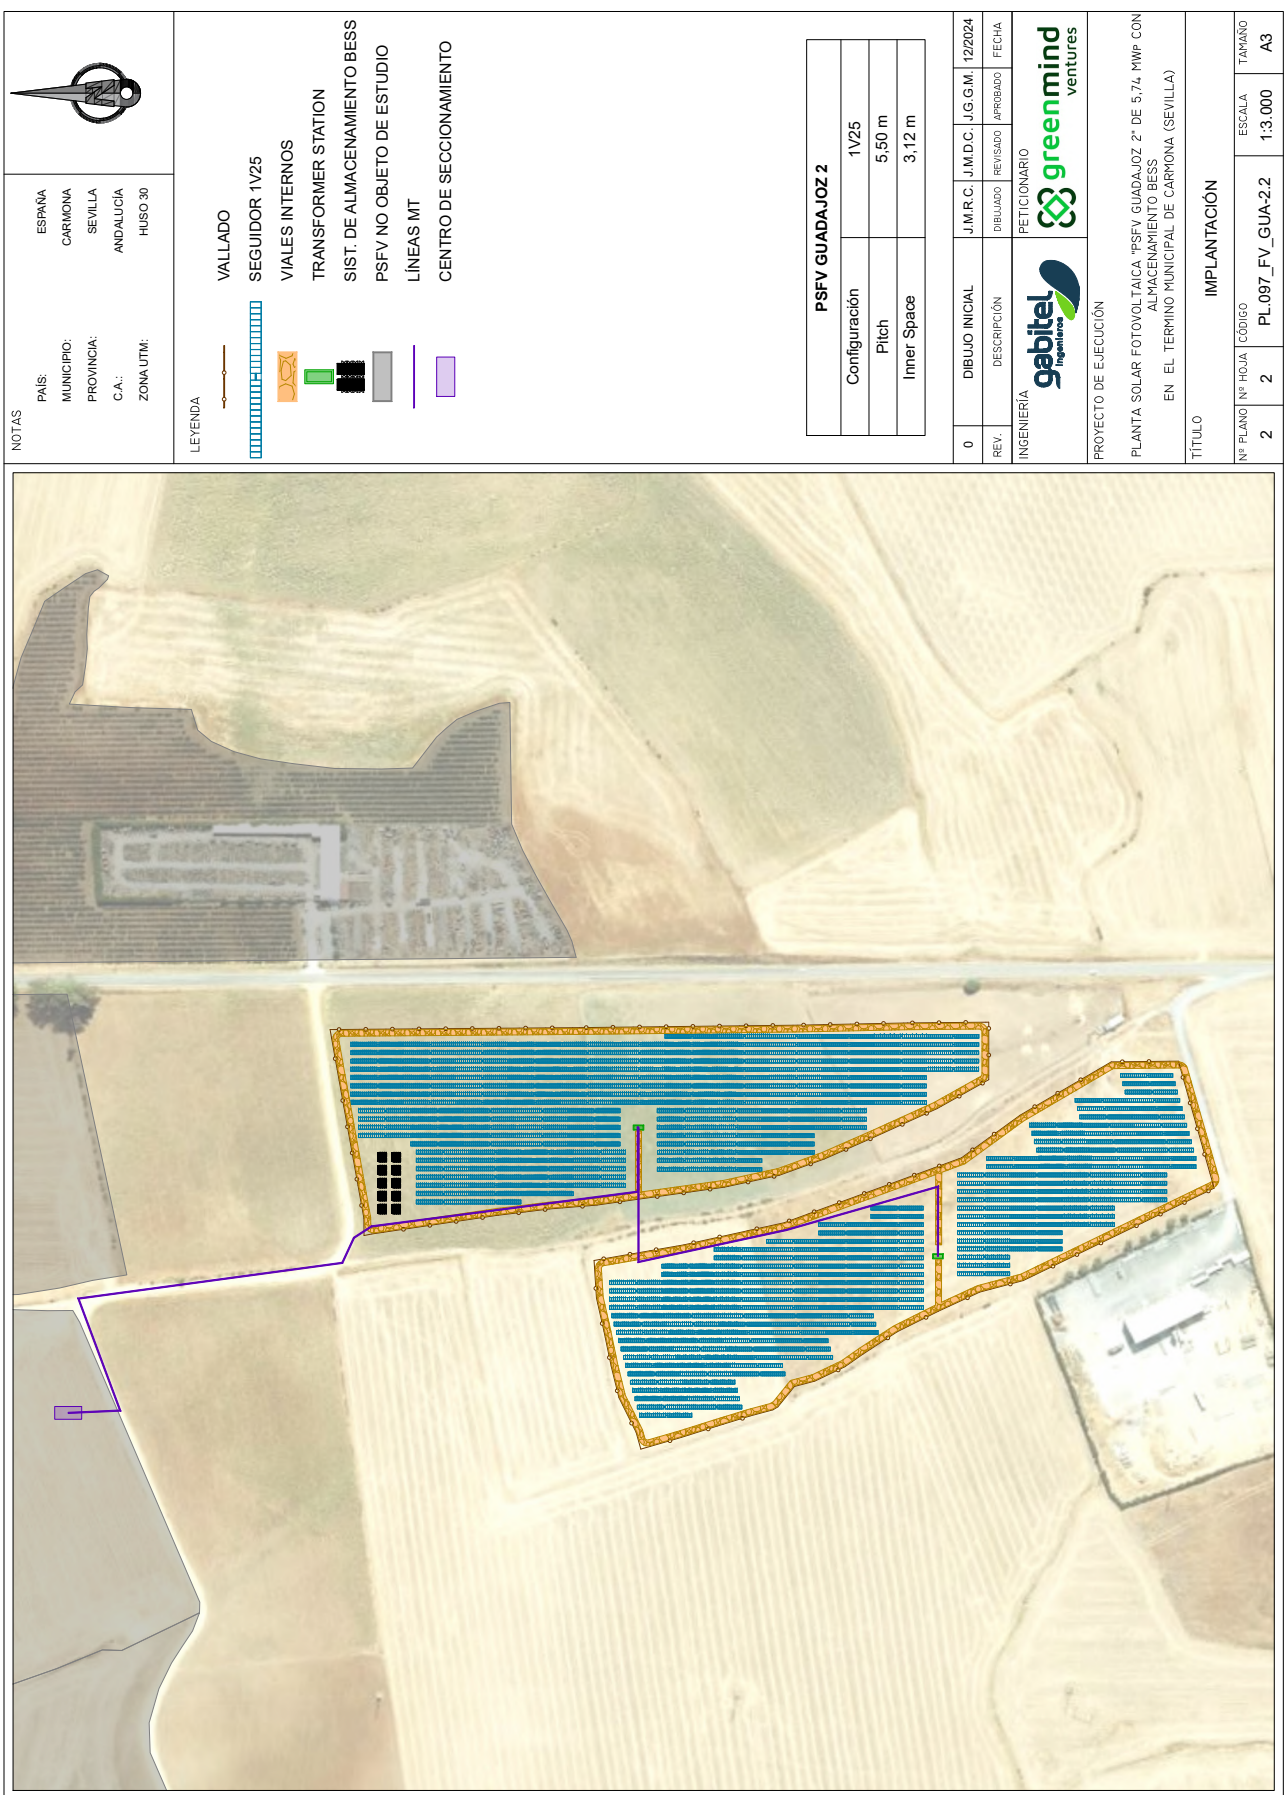 NOTAS
PAÍS: ESPAÑA
MUNICIPIO: CARMONA
PROVINCIA: SEVILLA
C.A.: ANDALUCÍA
ZONA UTM: HUSO 30
LEYENDA
VALLADO
SEGUIDOR 1V25
VIALES INTERNOS
TRANSFORMER STATION
SIST. DE ALMACENAMIENTO BESS
PSFV NO OBJETO DE ESTUDIO
LÍNEAS MT
CENTRO DE SECCIONAMIENTO
PSFV GUADAJOZ 2
Configuración 1V25
Pitch 5,50 m
Inner Space 3,12 m
0 DIBUJO INICIAL J.M.R.C. J.M.D.C. J.G.G.M. 12/2024
REV. DESCRIPCIÓN DIBUJADO REVISADO APROBADO FECHA
INGENIERÍA PETICIONARIO
gabitel
Ingenieros
greenmind
ventures
PROYECTO DE EJECUCIÓN
PLANTA SOLAR FOTOVOLTAICA "PSFV GUADAJOZ 2" DE 5,74 MWP CON
ALMACENAMIENTO BESS
EN EL TERMINO MUNICIPAL DE CARMONA (SEVILLA)
TÍTULO
IMPLANTACIÓN
Nº PLANO Nº HOJA CÓDIGO ESCALA TAMAÑO
2 2 PL.097_FV_GUA-2.2 1:3.000 A3